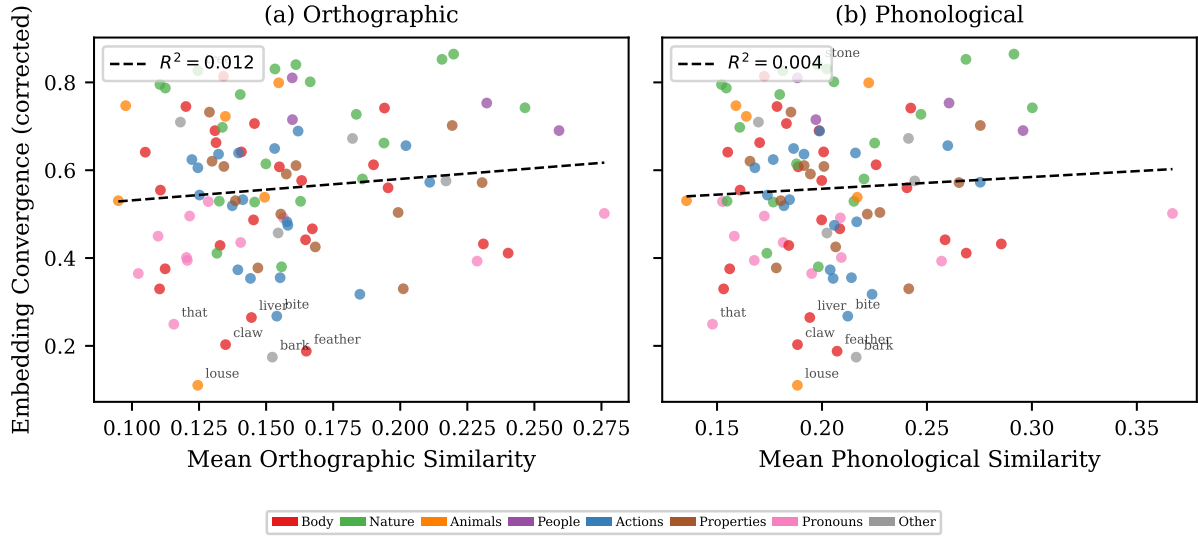 (a) Orthographic
(b) Phonological
Embedding Convergence (corrected)
R² = 0.012
R² = 0.004
stone
0.8
0.6
0.4
0.2
that
liver
bite
claw
bark
feather
louse
that
liver
bite
claw
feather
bark
louse
0.100 0.125 0.150 0.175 0.200 0.225 0.250 0.275
0.15 0.20 0.25 0.30 0.35
Mean Orthographic Similarity
Mean Phonological Similarity
Body Nature Animals People Actions Properties Pronouns Other